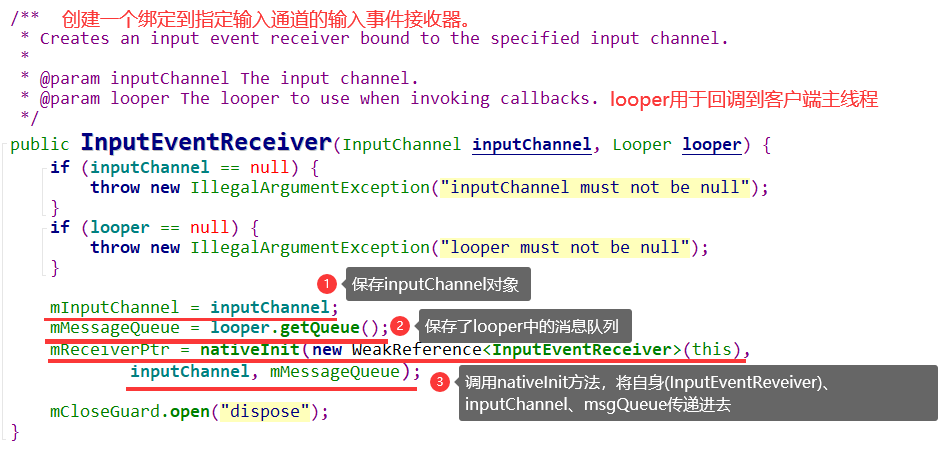 /** 创建一个绑定到指定输入通道的输入事件接收器。
* Creates an input event receiver bound to the specified input channel.
*
* @param inputChannel The input channel.
* @param looper The looper to use when invoking callbacks. looper用于回调到客户端主线程
*/
public InputEventReceiver(InputChannel inputChannel, Looper looper) {
if (inputChannel == null) {
throw new IllegalArgumentException("inputChannel must not be null");
}
if (looper == null) {
throw new IllegalArgumentException("looper must not be null");
}
1 保存inputChannel对象
mInputChannel = inputChannel;
mMessageQueue = looper.getQueue(); 2 保存了looper中的消息队列
mReceiverPtr = nativeInit(new WeakReference<InputEventReceiver>(this),
inputChannel, mMessageQueue); 3 调用nativeInit方法，将自身(InputEventReveiver)、
inputChannel、msgQueue传递进去
mCloseGuard.open("dispose");
}